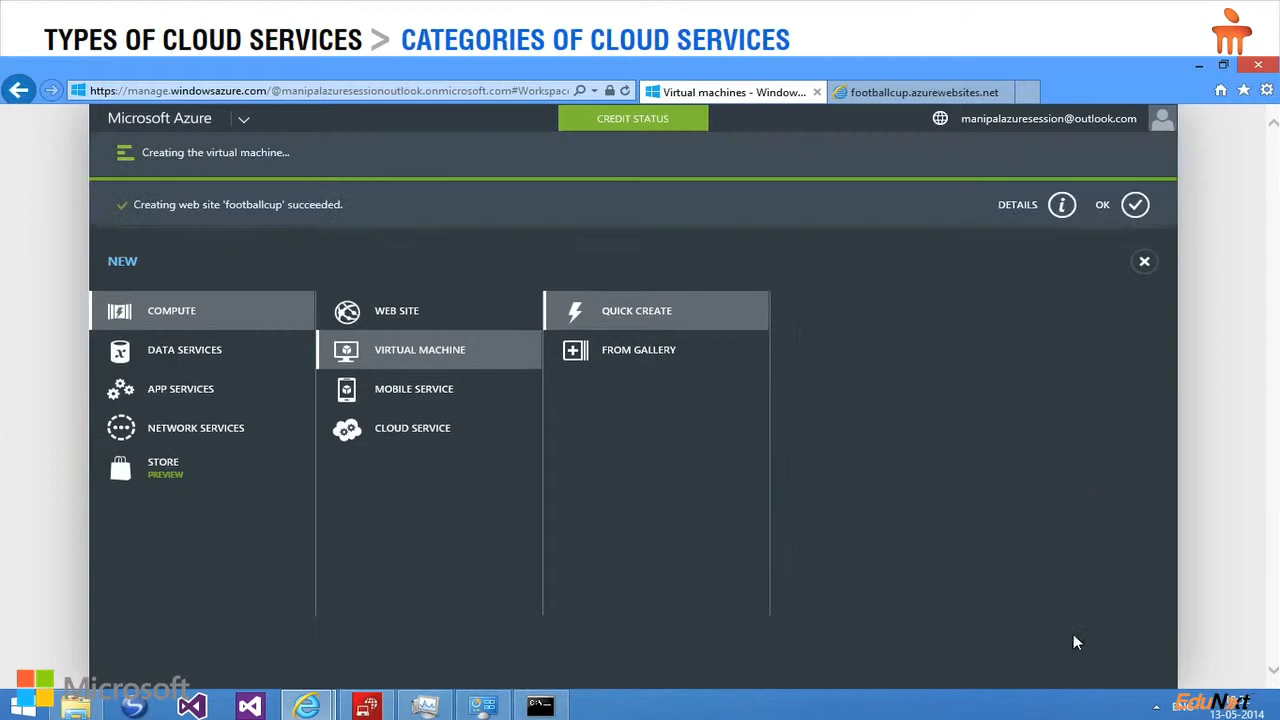 TYPES OF CLOUD SERVICES > CATEGORIES OF CLOUD SERVICES
https://manage.windowsazure.com/@manipalazuresessionoutlook.onmicrosoft.com#Workspace
Virtual machines - Window...
footballcup.azurewebsites.net
Microsoft Azure
CREDIT STATUS
manipalazuresession@outlook.com
Creating the virtual machine...
Creating web site 'footballcup' succeeded.
DETAILS
OK
NEW
COMPUTE
WEB SITE
QUICK CREATE
DATA SERVICES
VIRTUAL MACHINE
FROM GALLERY
APP SERVICES
MOBILE SERVICE
NETWORK SERVICES
CLOUD SERVICE
STORE
PREVIEW
Microsoft
EduNxt
13-05-2014